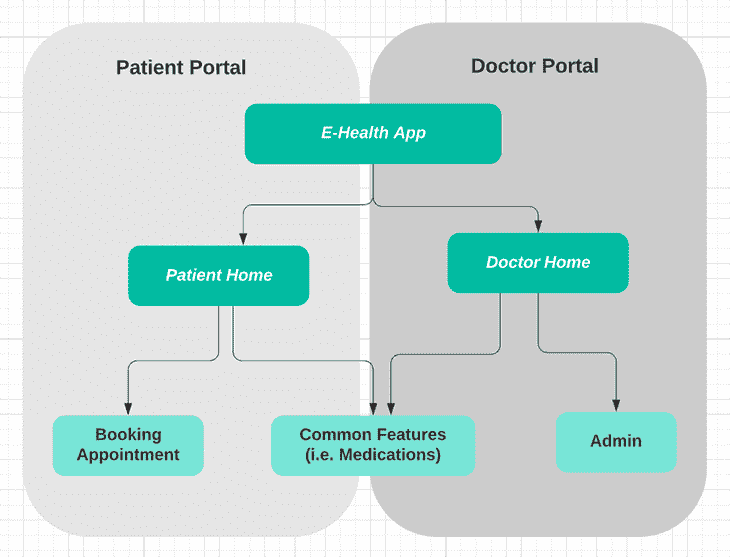 Patient Portal
Doctor Portal
E-Health App
Patient Home
Doctor Home
Booking
Appointment
Common Features
(i.e. Medications)
Admin